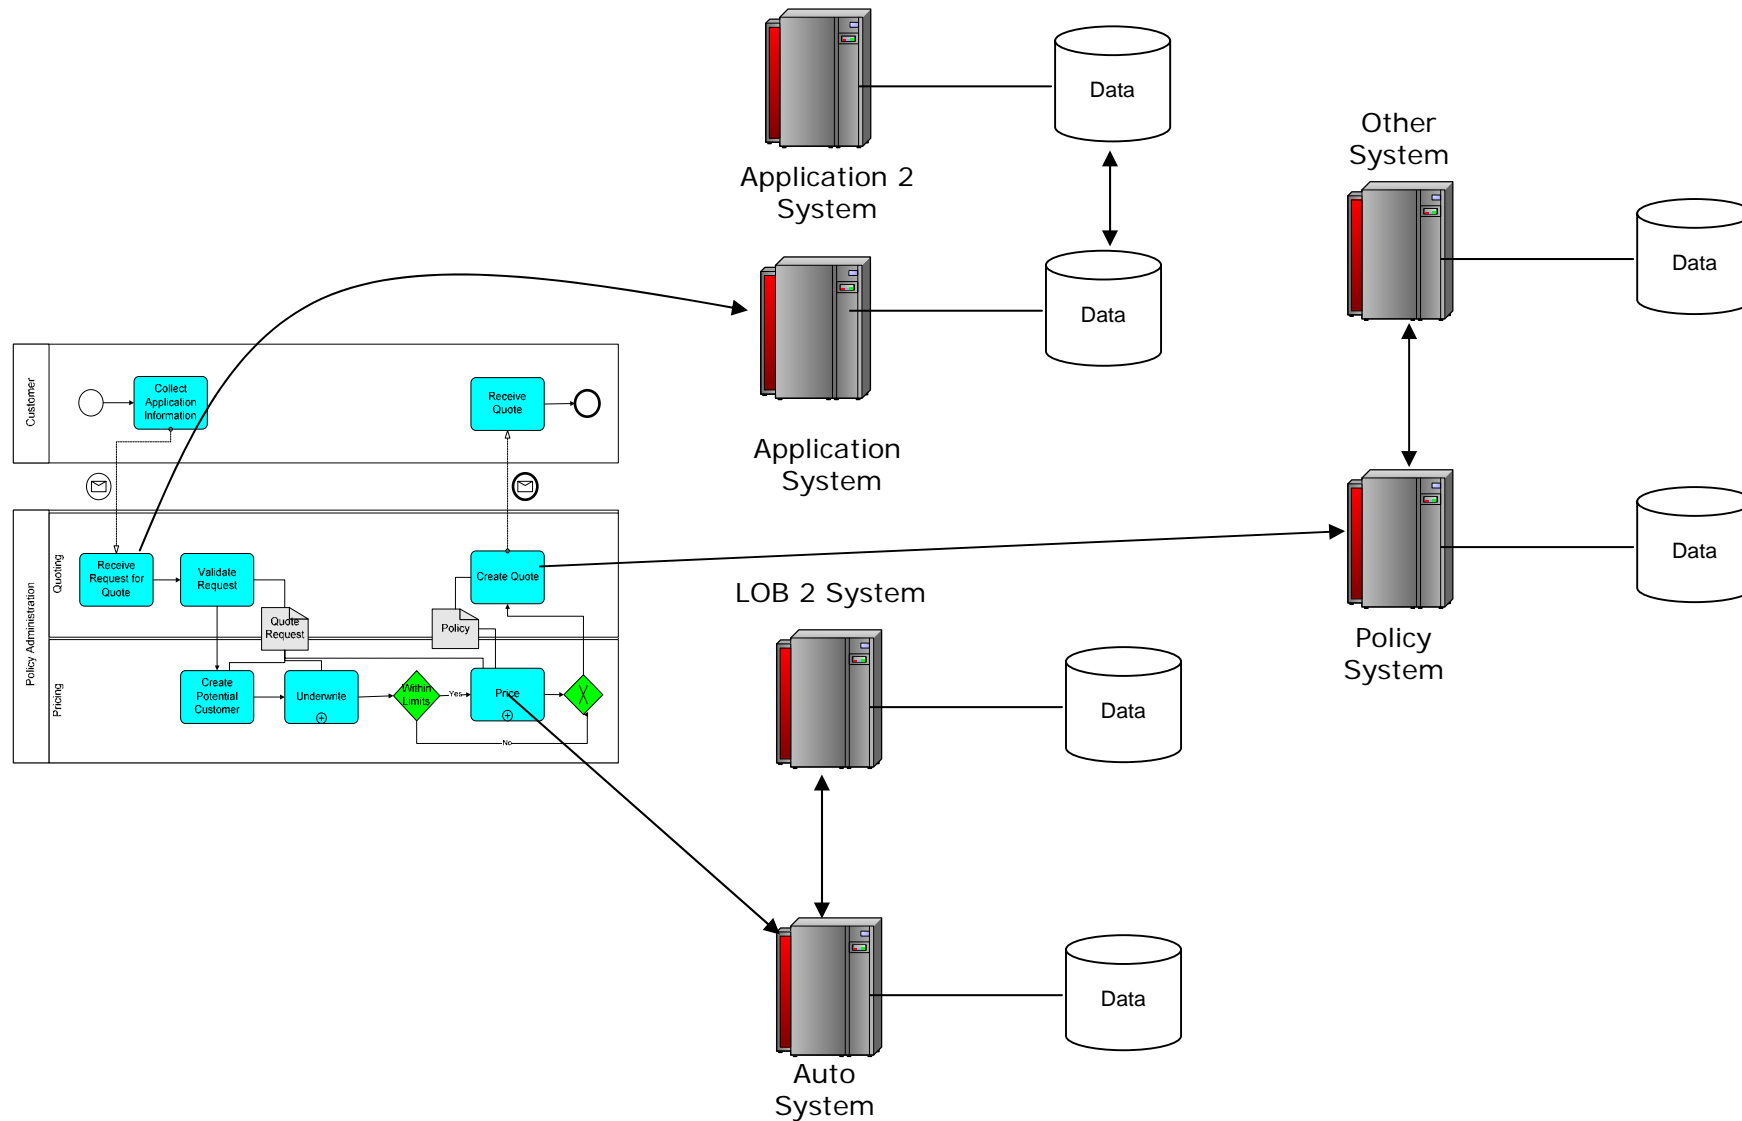 Data
Other
System
Application 2
System
Data
Data
Application
System
Customer
Collect
Application
Information
Receive
Quote
Policy Administration
Quoting
Receive
Request for
Quote
Validate
Request
Create Quote
Quote
Request
Policy
Pricing
Create
Potential
Customer
Underwrite
Within
Limits
Yes
Price
No
LOB 2 System
Data
Policy
System
Data
Data
Auto
System